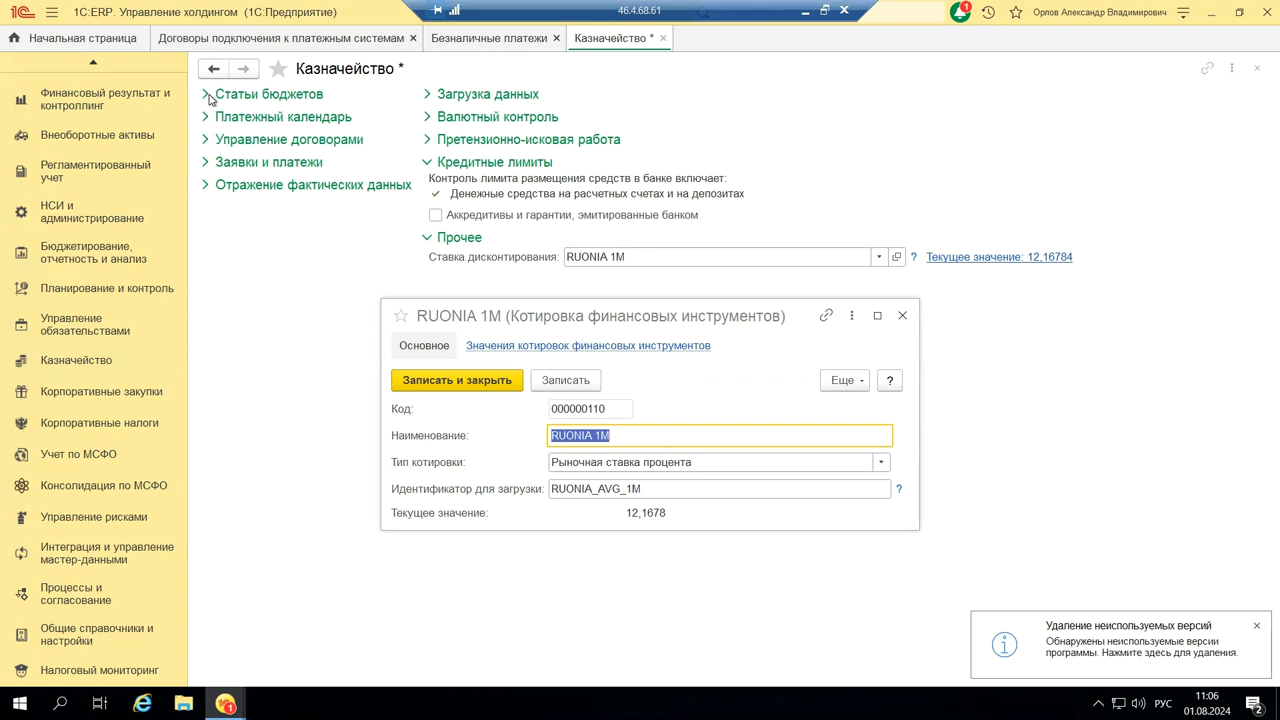 1С:ERP. Управление холдингом (1С:Предприятие)
46.4.68.61
1
Орлов Александр Владимирович
Начальная страница
Договоры подключения к платежным системам
Безналичные платежи
Казначейство *
Финансовый результат и
контроллинг
Внеоборотные активы
Регламентированный
учет
НСИ и
администрирование
Бюджетирование,
отчетность и анализ
Планирование и контроль
Управление
обязательствами
Казначейство
Корпоративные закупки
Корпоративные налоги
Учет по МСФО
Консолидация по МСФО
Управление рисками
Интеграция и управление
мастер-данными
Процессы и
согласование
Общие справочники и
настройки
Налоговый мониторинг
Казначейство *
Статьи бюджетов
Платежный календарь
Управление договорами
Заявки и платежи
Отражение фактических данных
Загрузка данных
Валютный контроль
Претензионно-исковая работа
Кредитные лимиты
Контроль лимита размещения средств в банке включает:
Денежные средства на расчетных счетах и на депозитах
Аккредитивы и гарантии, эмитированные банком
Прочее
Ставка дисконтирования: RUONIA 1M ? Текущее значение: 12,16784
RUONIA 1M (Котировка финансовых инструментов)
Основное Значения котировок финансовых инструментов
Записать и закрыть Записать Еще ?
Код: 000000110
Наименование: RUONIA 1M
Тип котировки: Рыночная ставка процента
Идентификатор для загрузки: RUONIA_AVG_1M ?
Текущее значение: 12,1678
Удаление неиспользуемых версий
Обнаружены неиспользуемые версии
программы. Нажмите здесь для удаления.
1
РУС
11:06
01.08.2024
2